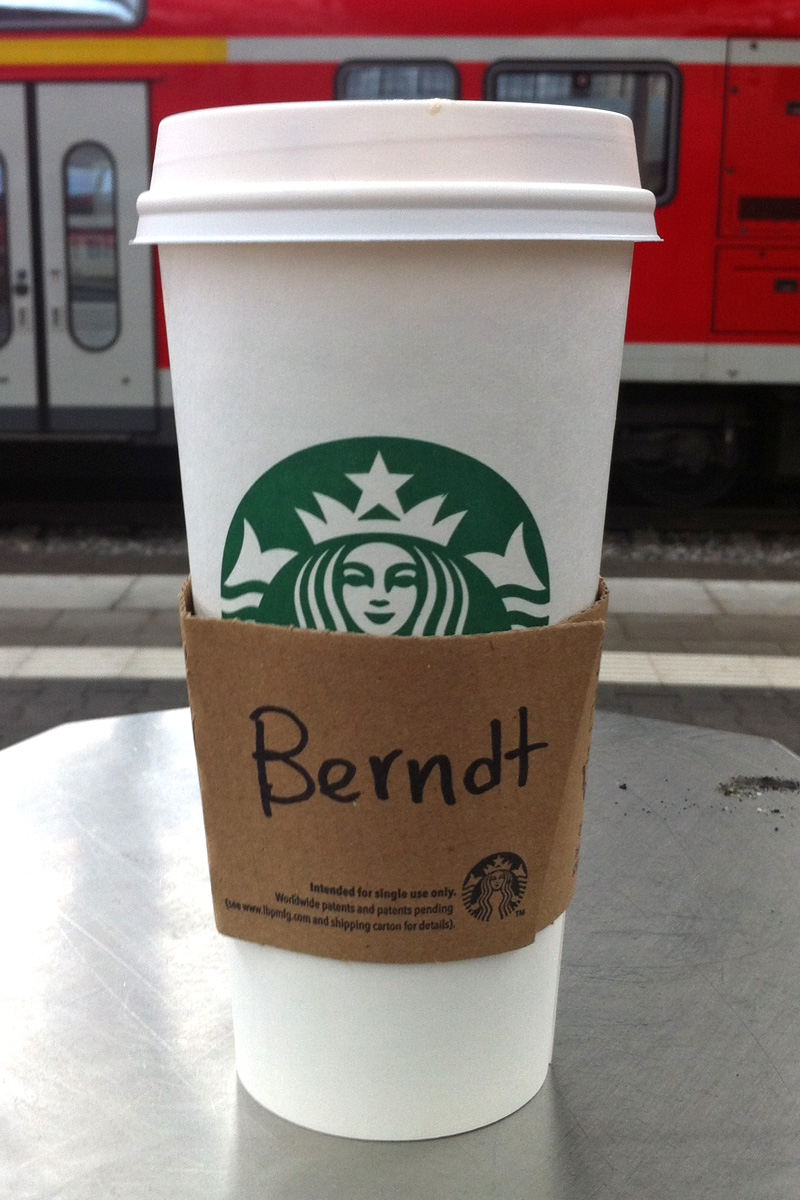 Berndt
Intended for single use only.
Worldwide patents and patents pending
(see www.lbpmfg.com and shipping carton for details).
TM